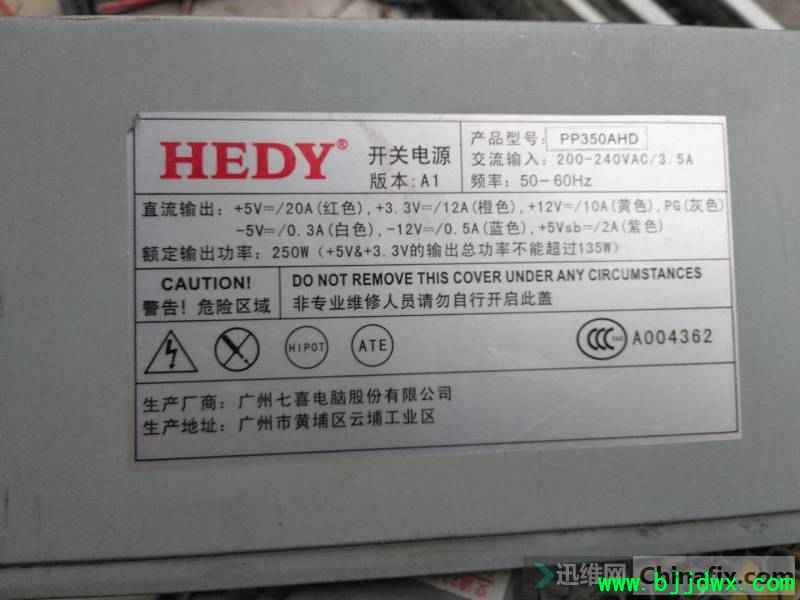 HEDY®
开关电源
版本:A1
产品型号: PP350AHD
交流输入: 200-240VAC/3.5A
频率: 50-60Hz
直流输出: +5V=/20A(红色),+3.3V=/12A(橙色),+12V=/10A(黄色),PG(灰色)
-5V=/0.3A(白色),-12V=/0.5A(蓝色),+5Vsb=/2A(紫色)
额定输出功率: 250W (+5V&+3.3V的输出总功率不能超过135W)
CAUTION!
警告! 危险区域
DO NOT REMOVE THIS COVER UNDER ANY CIRCUMSTANCES
非专业维修人员请勿自行开启此盖
HIPOT
ATE
A004362
生产厂商: 广州七喜电脑股份有限公司
生产地址: 广州市黄埔区云埔工业区
迅维网 Chinafix.com
www.bjjdwx.com